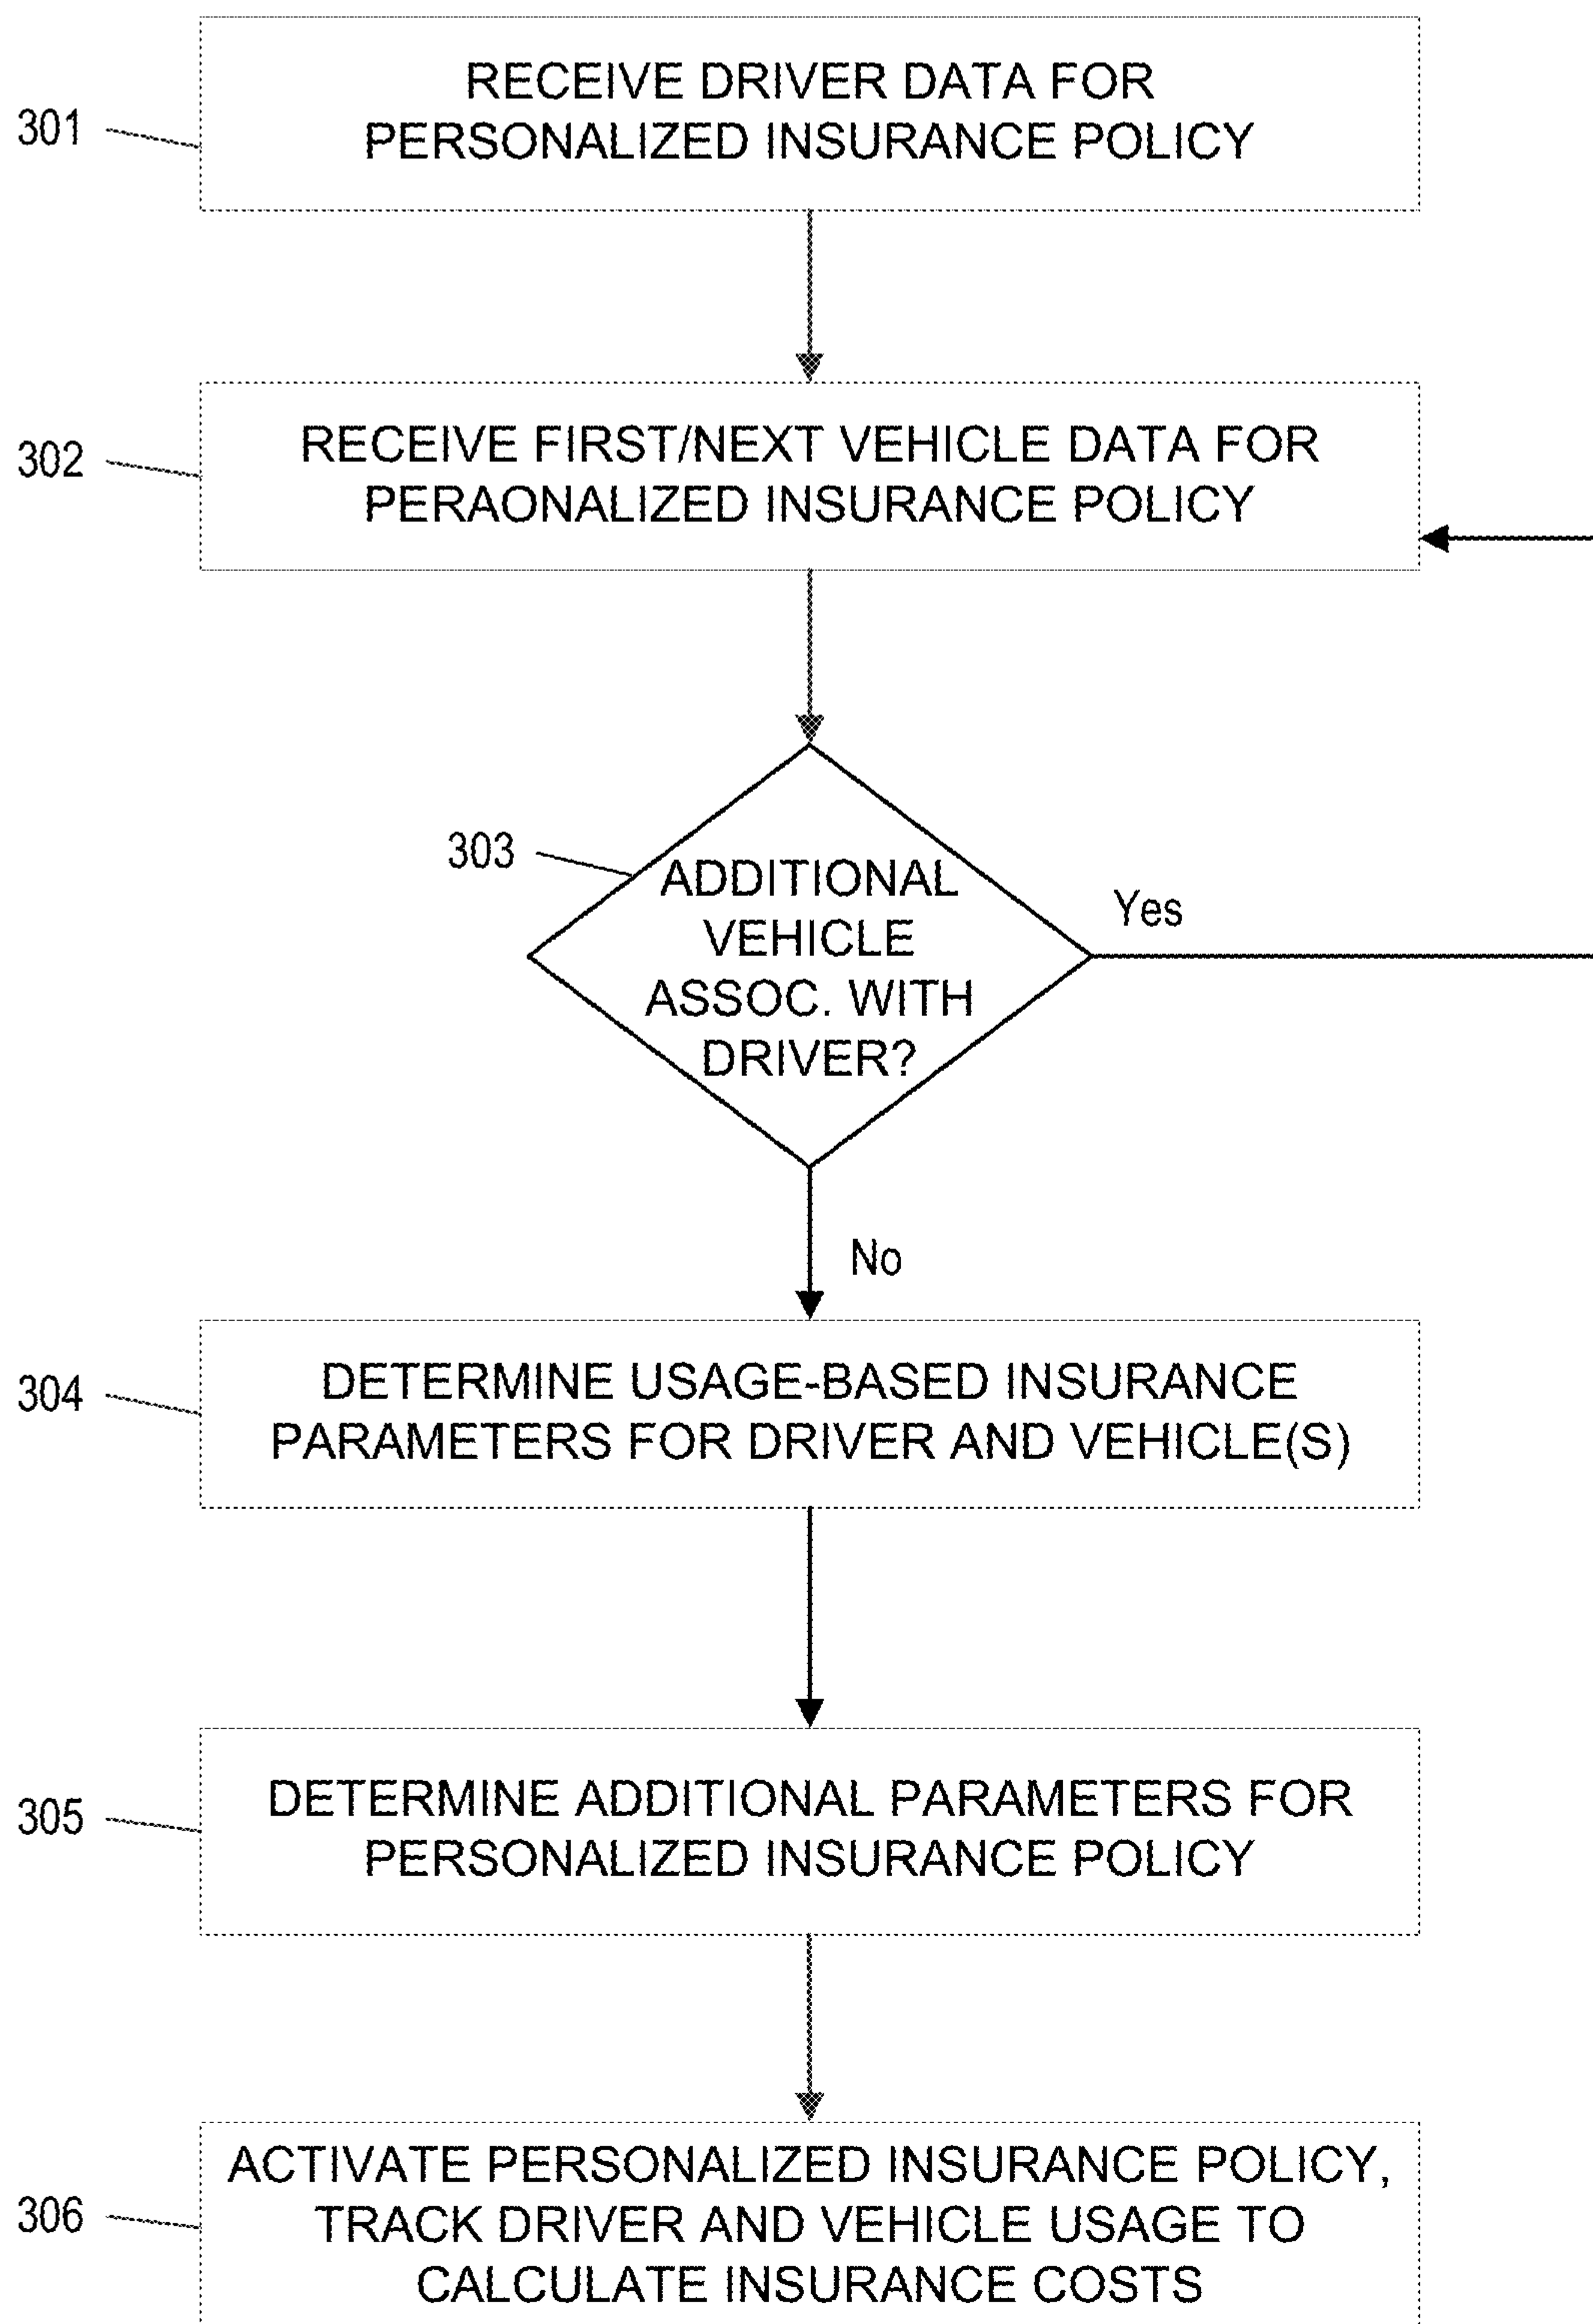 RECEIVE DRIVER DATA FOR
PERSONALIZED INSURANCE POLICY
301
RECEIVE FIRST/NEXT VEHICLE DATA FOR
PERAONALIZED INSURANCE POLICY
302
303
ADDITIONAL
VEHICLE
ASSOC. WITH
DRIVER?
Yes
No
DETERMINE USAGE-BASED INSURANCE
PARAMETERS FOR DRIVER AND VEHICLE(S)
304
DETERMINE ADDITIONAL PARAMETERS FOR
PERSONALIZED INSURANCE POLICY
305
ACTIVATE PERSONALIZED INSURANCE POLICY,
TRACK DRIVER AND VEHICLE USAGE TO
CALCULATE INSURANCE COSTS
306